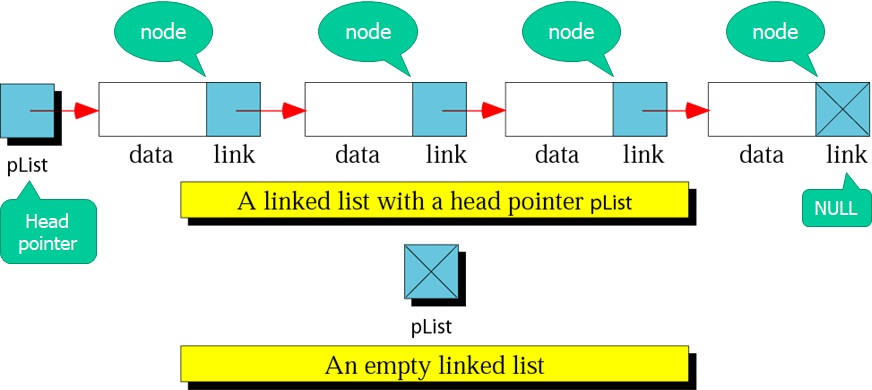 node node node node
data link data link data link data link
pList
Head
pointer
A linked list with a head pointer pList
NULL
pList
An empty linked list